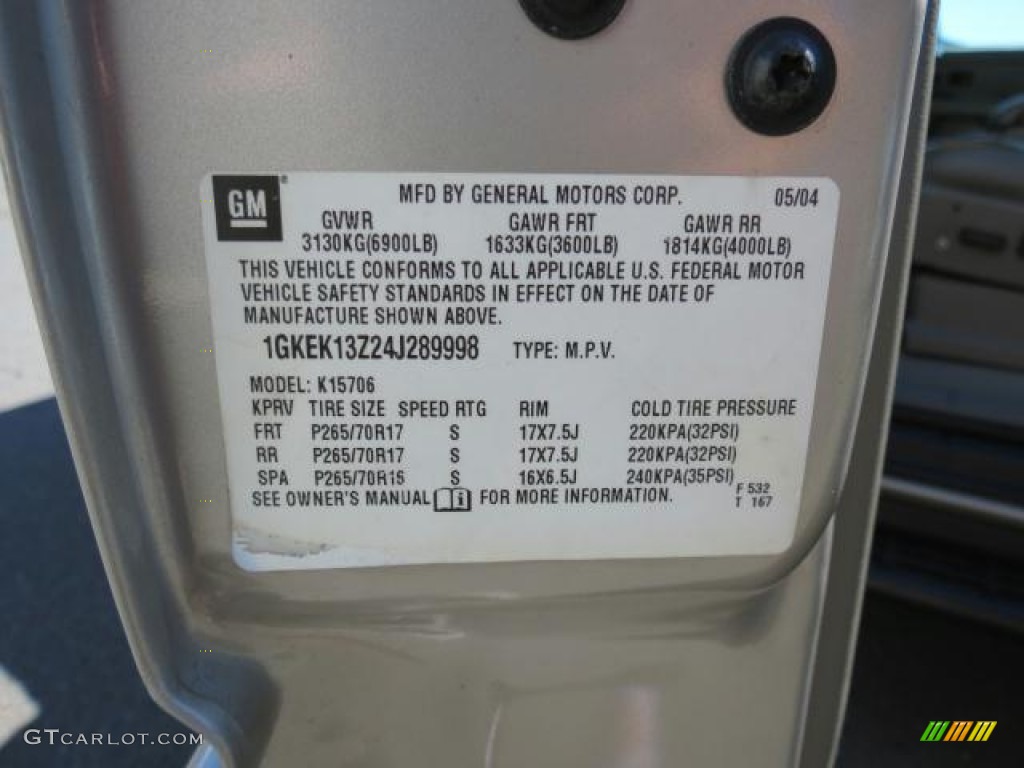 GM
MFD BY GENERAL MOTORS CORP. 05/04
GVWR GAWR FRT GAWR RR
3130KG(6900LB) 1633KG(3600LB) 1814KG(4000LB)
THIS VEHICLE CONFORMS TO ALL APPLICABLE U.S. FEDERAL MOTOR
VEHICLE SAFETY STANDARDS IN EFFECT ON THE DATE OF
MANUFACTURE SHOWN ABOVE.
1GKEK13Z24J289998 TYPE: M.P.V.
MODEL: K15706
KPRV TIRE SIZE SPEED RTG RIM COLD TIRE PRESSURE
FRT P265/70R17 S 17X7.5J 220KPA(32PSI)
RR P265/70R17 S 17X7.5J 220KPA(32PSI)
SPA P265/70R16 S 16X6.5J 240KPA(35PSI)
SEE OWNER'S MANUAL FOR MORE INFORMATION.
F 532
T 167
GTCARLOT.COM